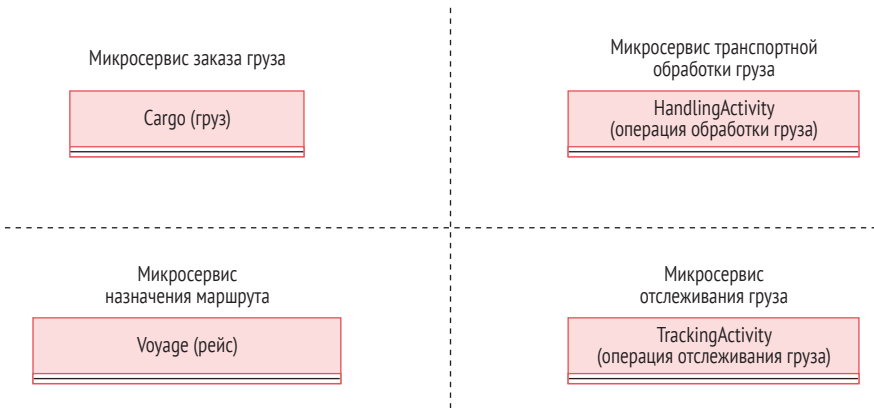 Микросервис заказа груза
Cargo (груз)
Микросервис транспортной
обработки груза
HandlingActivity
(операция обработки груза)
Микросервис
назначения маршрута
Voyage (рейс)
Микросервис
отслеживания груза
TrackingActivity
(операция отслеживания груза)